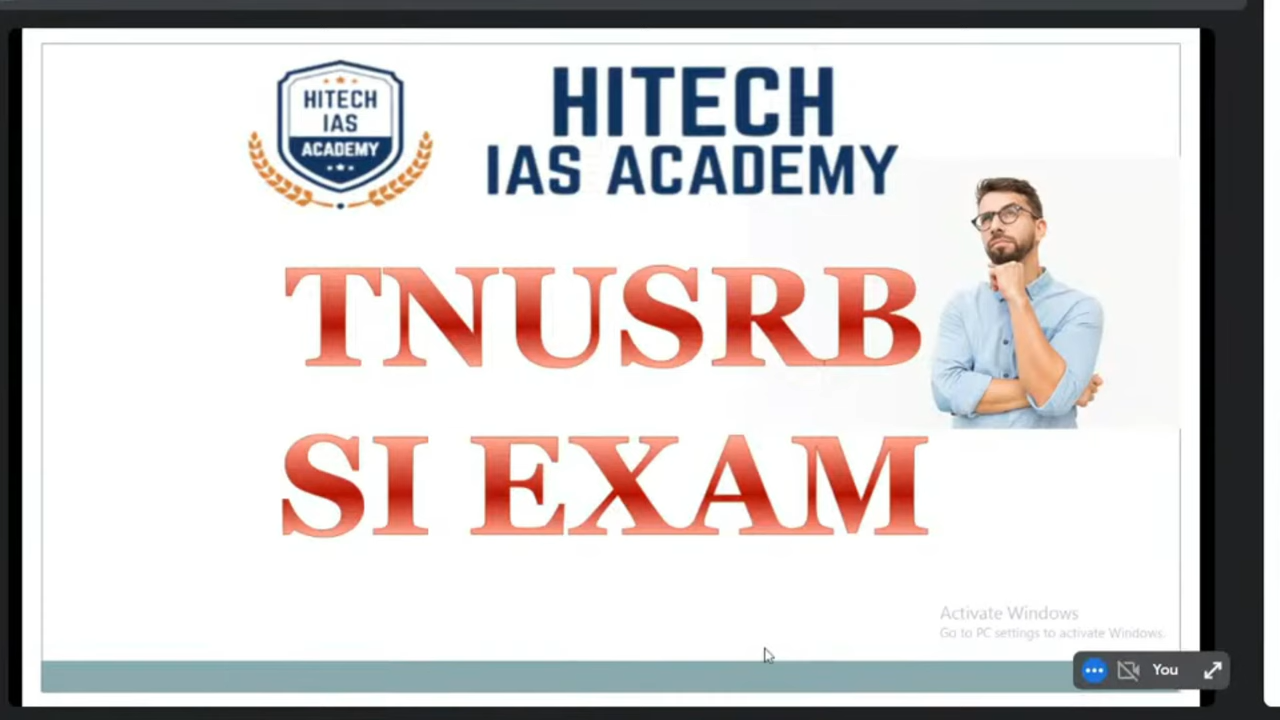 HITECH
IAS
ACADEMY
HITECH
IAS ACADEMY
TNUSRB
SI EXAM
Activate Windows
Go to PC settings to activate Windows.
You